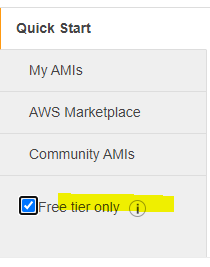 Quick Start
My AMIs
AWS Marketplace
Community AMIs
Free tier only i